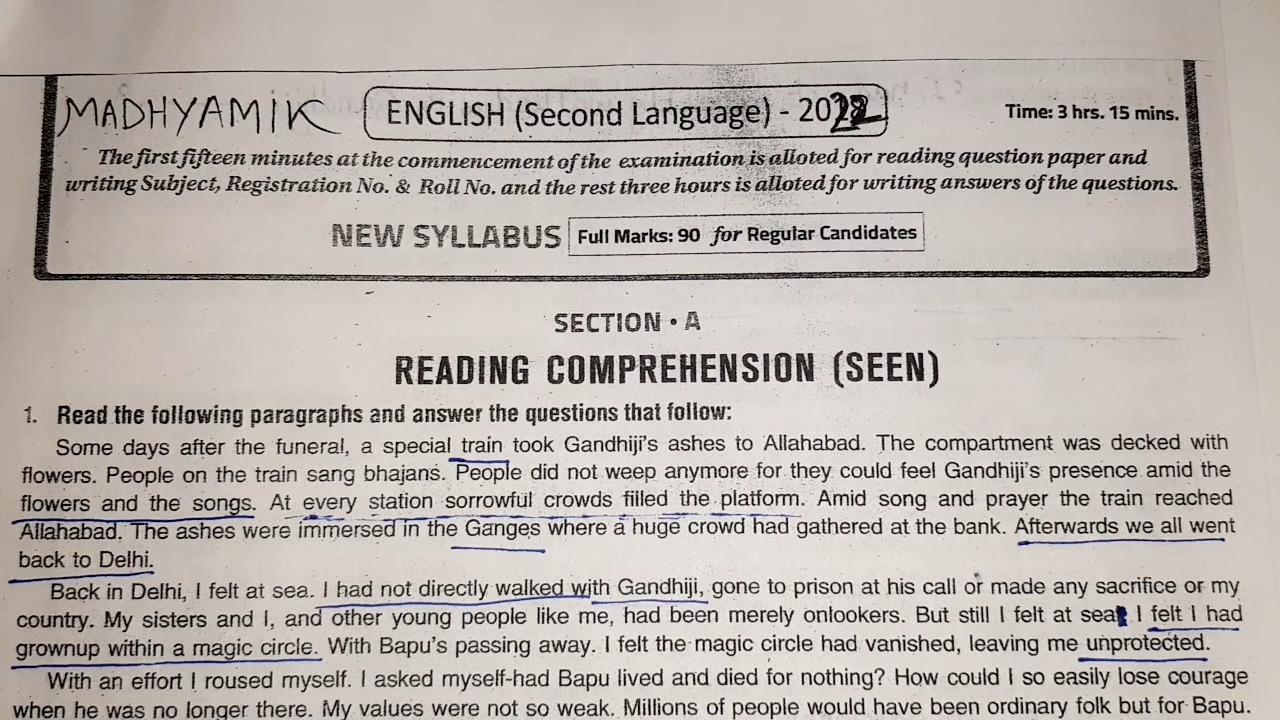 MADHYAMIK ENGLISH (Second Language) - 2022 Time: 3 hrs. 15 mins.
The first fifteen minutes at the commencement of the examination is alloted for reading question paper and
writing Subject, Registration No. & Roll No. and the rest three hours is alloted for writing answers of the questions.
NEW SYLLABUS Full Marks: 90 for Regular Candidates
SECTION • A
READING COMPREHENSION (SEEN)
1. Read the following paragraphs and answer the questions that follow:
Some days after the funeral, a special train took Gandhiji's ashes to Allahabad. The compartment was decked with
flowers. People on the train sang bhajans. People did not weep anymore for they could feel Gandhiji's presence amid the
flowers and the songs. At every station sorrowful crowds filled the platform. Amid song and prayer the train reached
Allahabad. The ashes were immersed in the Ganges where a huge crowd had gathered at the bank. Afterwards we all went
back to Delhi.
Back in Delhi, I felt at sea. I had not directly walked with Gandhiji, gone to prison at his call or made any sacrifice or my
country. My sisters and I, and other young people like me, had been merely onlookers. But still I felt at sea. I felt I had
grownup within a magic circle. With Bapu's passing away. I felt the magic circle had vanished, leaving me unprotected.
With an effort I roused myself. I asked myself-had Bapu lived and died for nothing? How could I so easily lose courage
when he was no longer there. My values were not so weak. Millions of people would have been ordinary folk but for Bapu.